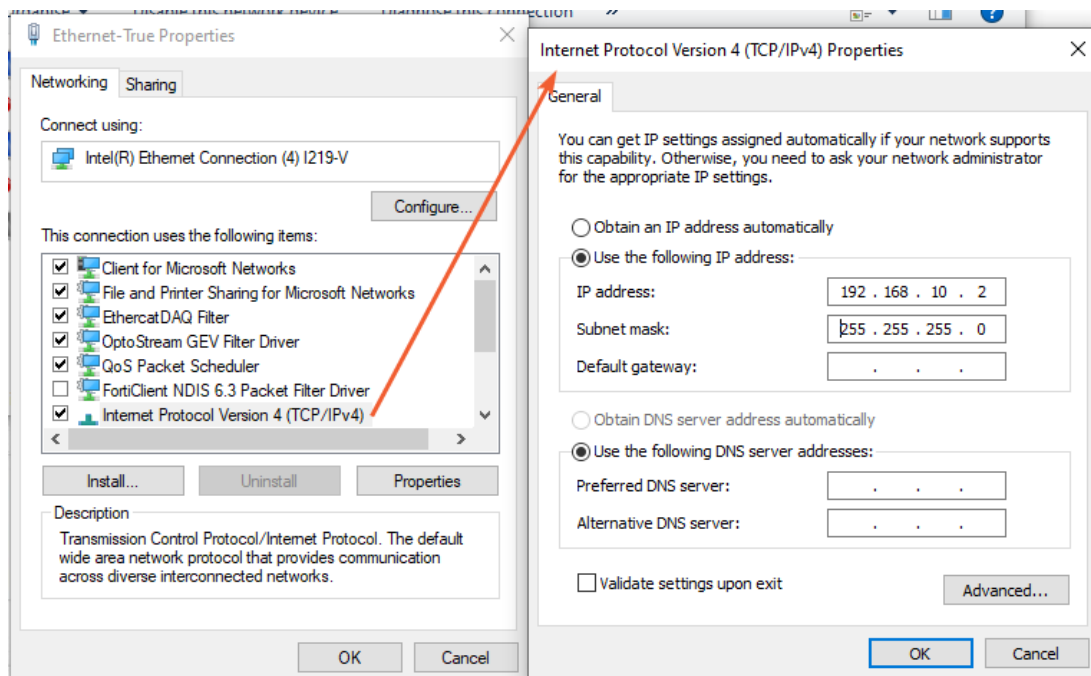 Organise Disable this network device Diagnose this connection »
Ethernet-True Properties
Networking Sharing
Connect using:
Intel(R) Ethernet Connection (4) I219-V
Configure...
This connection uses the following items:
Client for Microsoft Networks
File and Printer Sharing for Microsoft Networks
EthercatDAQ Filter
OptoStream GEV Filter Driver
QoS Packet Scheduler
FortiClient NDIS 6.3 Packet Filter Driver
Internet Protocol Version 4 (TCP/IPv4)
Install... Uninstall Properties
Description
Transmission Control Protocol/Internet Protocol. The default
wide area network protocol that provides communication
across diverse interconnected networks.
OK Cancel
Internet Protocol Version 4 (TCP/IPv4) Properties
General
You can get IP settings assigned automatically if your network supports
this capability. Otherwise, you need to ask your network administrator
for the appropriate IP settings.
Obtain an IP address automatically
Use the following IP address:
IP address: 192 . 168 . 10 . 2
Subnet mask: 255 . 255 . 255 . 0
Default gateway: . . .
Obtain DNS server address automatically
Use the following DNS server addresses:
Preferred DNS server: . . .
Alternative DNS server: . . .
Validate settings upon exit
Advanced...
OK Cancel